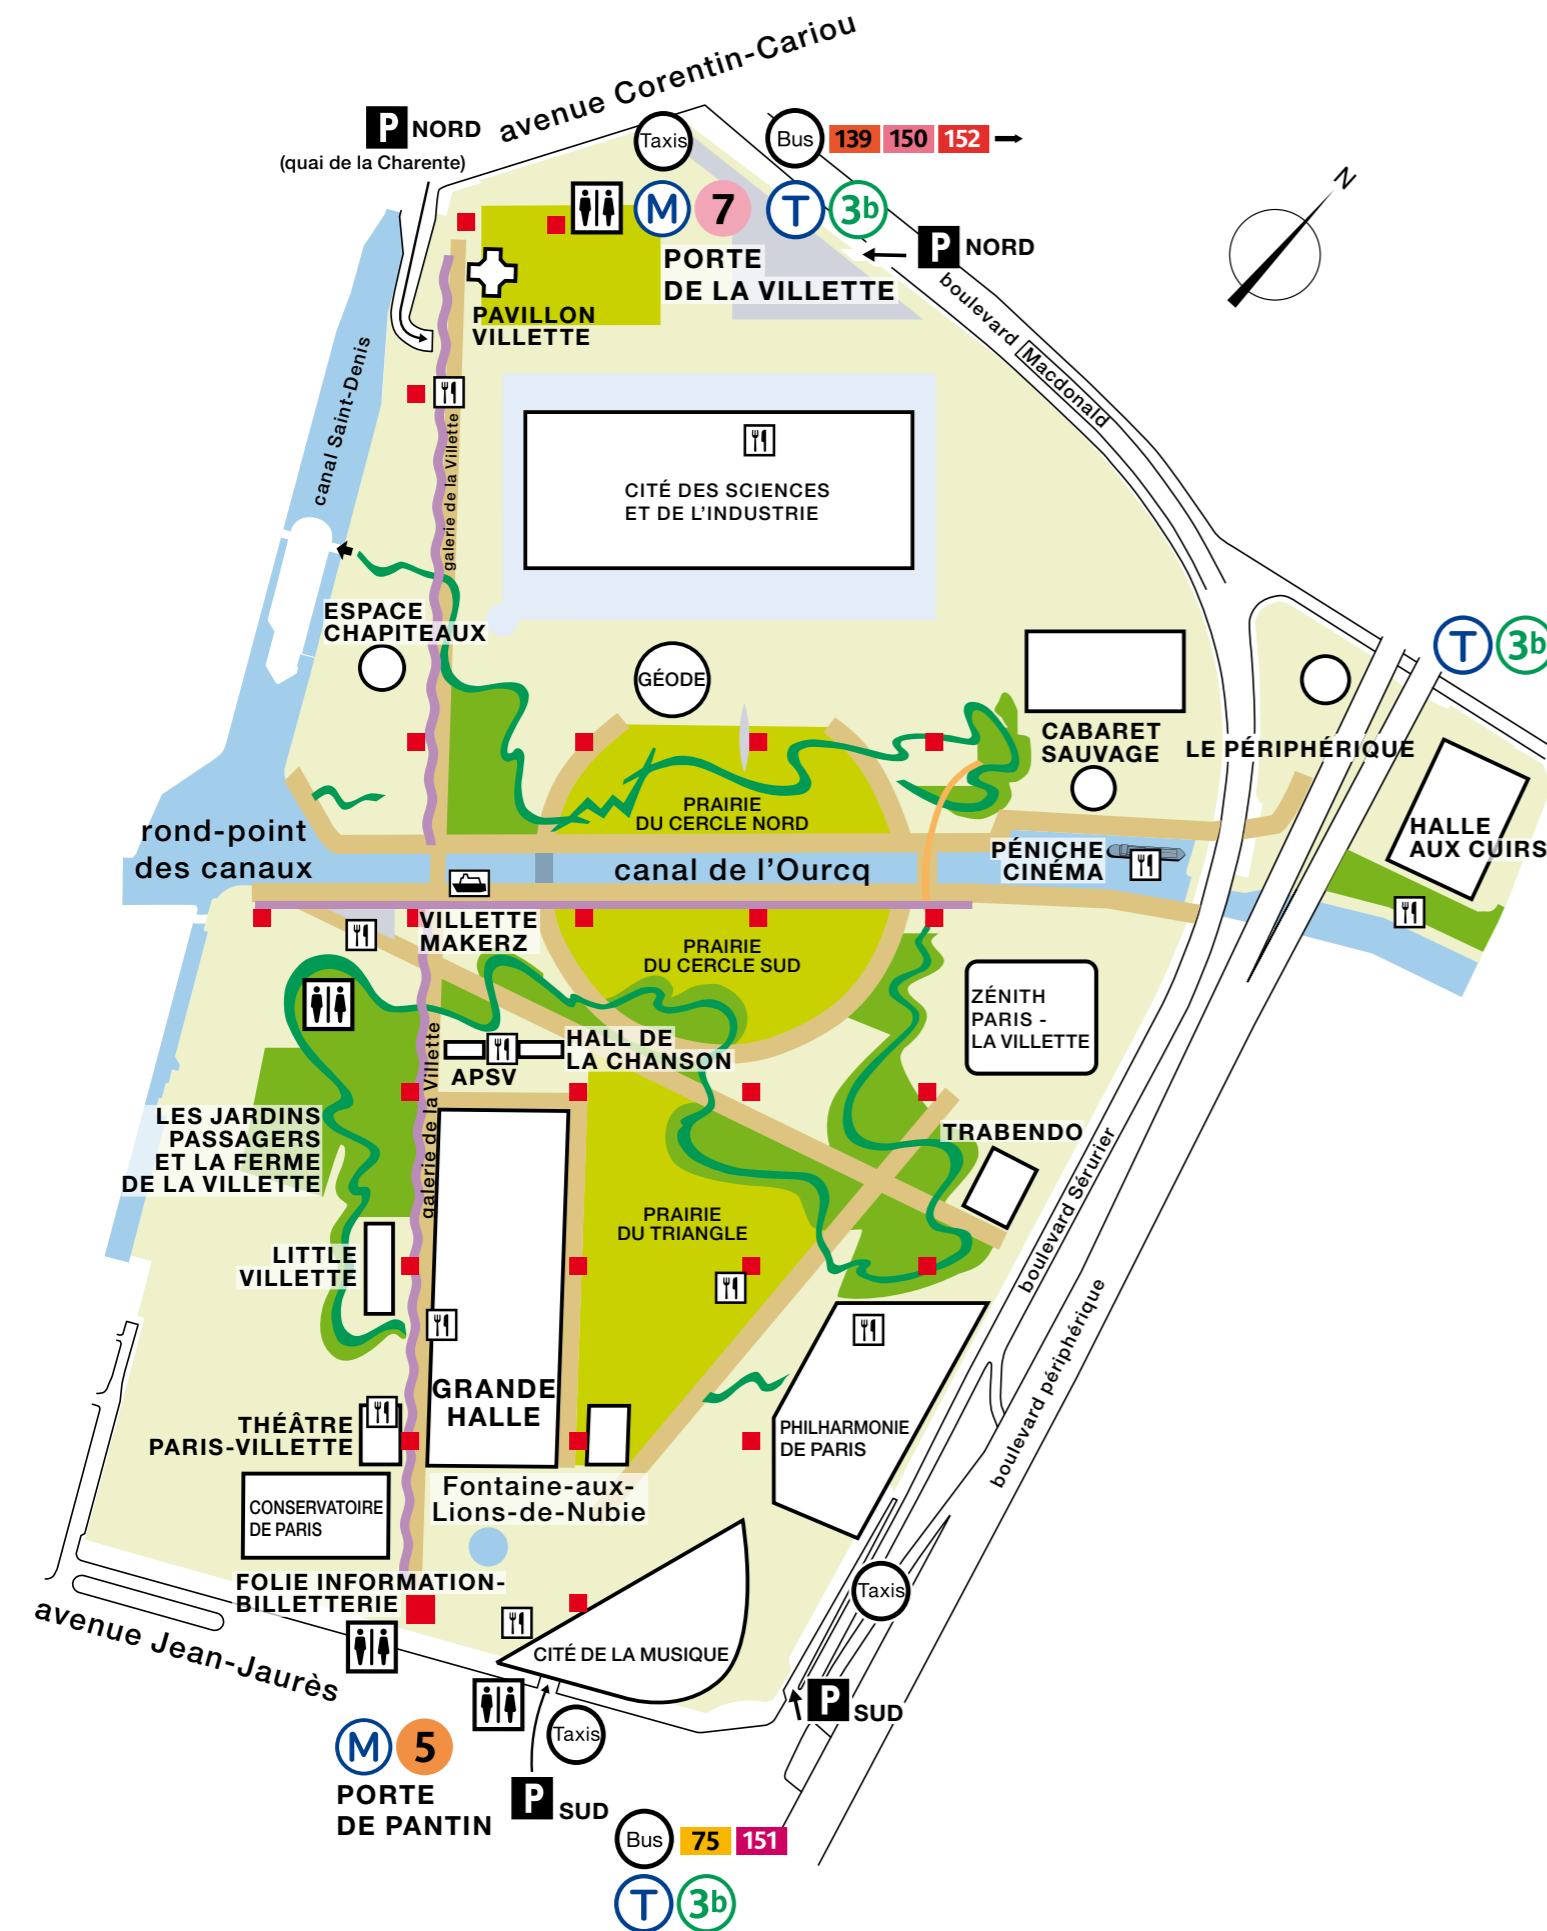 avenue Corentin-Cariou
P NORD
(quai de la Charente)
Taxis
Bus 139 150 152
M 7 T 3b
PORTE
DE LA VILLETTE
P NORD
N
boulevard Macdonald
PAVILLON
VILLETTE
canal Saint-Denis
galerie de la Villette
CITÉ DES SCIENCES
ET DE L'INDUSTRIE
ESPACE
CHAPITEAUX
GÉODE
T 3b
CABARET
SAUVAGE
LE PÉRIPHÉRIQUE
PRAIRIE
DU CERCLE NORD
HALLE
AUX CUIRS
rond-point
des canaux
canal de l'Ourcq
PÉNICHE
CINÉMA
VILLETTE
MAKERZ
PRAIRIE
DU CERCLE SUD
ZÉNITH
PARIS -
LA VILLETTE
HALL DE
LA CHANSON
APSV
galerie de la Villette
LES JARDINS
PASSAGERS
ET LA FERME
DE LA VILLETTE
TRABENDO
boulevard Sérurier
PRAIRIE
DU TRIANGLE
LITTLE
VILLETTE
boulevard périphérique
GRANDE
HALLE
THÉÂTRE
PARIS-VILLETTE
PHILHARMONIE
DE PARIS
Fontaine-aux-
Lions-de-Nubie
CONSERVATOIRE
DE PARIS
FOLIE INFORMATION-
BILLETTERIE
Taxis
avenue Jean-Jaurès
CITÉ DE LA MUSIQUE
P SUD
M 5
PORTE
DE PANTIN
Taxis
P SUD
Bus 75 151
T 3b